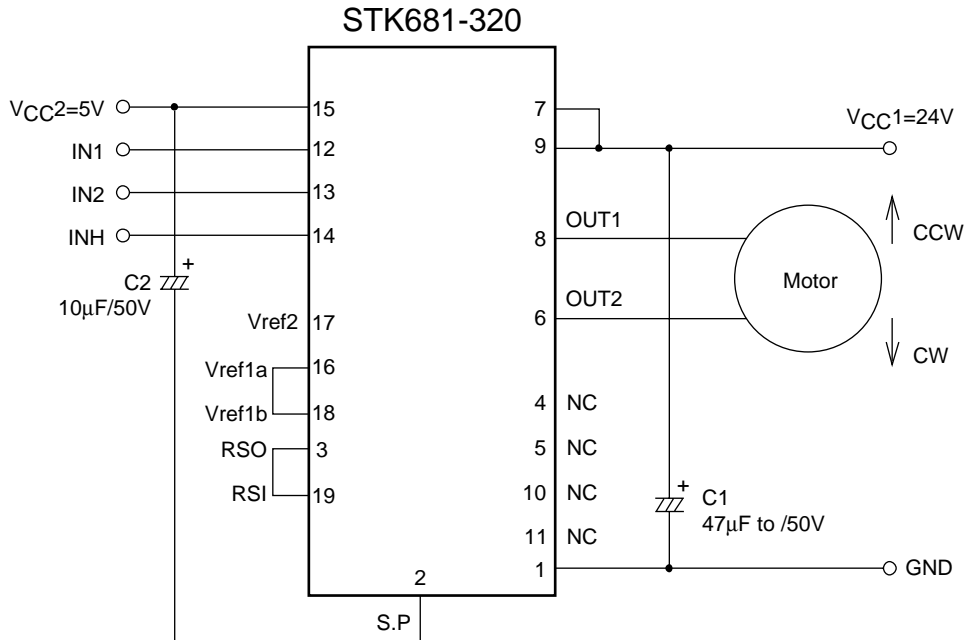 STK681-320
VCC2=5V
IN1
IN2
INH
C2
+
10μF/50V
Vref2
Vref1a
Vref1b
RSO
RSI
15
12
13
14
17
16
18
3
19
2
S.P
7
9
8
6
4
5
10
11
1
OUT1
OUT2
NC
NC
NC
NC
VCC1=24V
Motor
CCW
CW
+
C1
47μF to /50V
GND